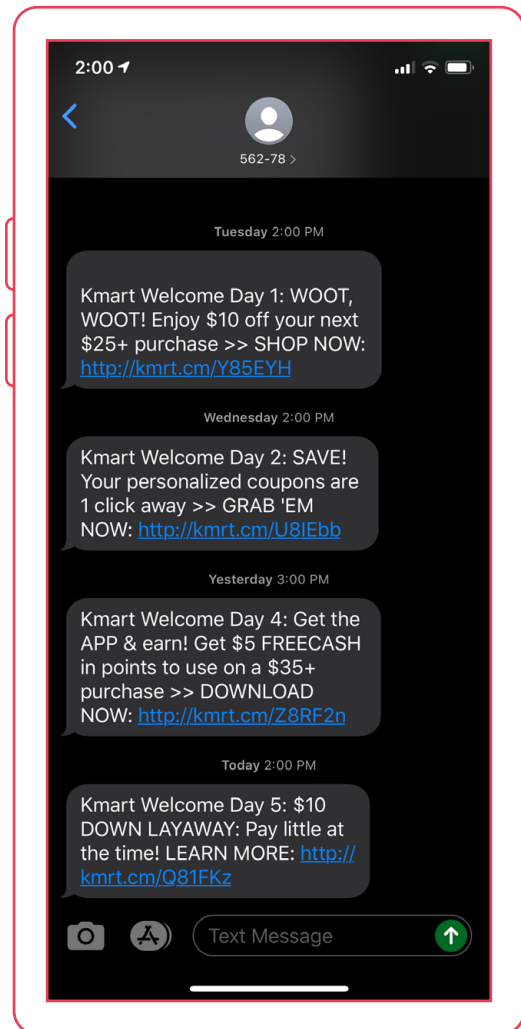 2:00
562-78 >
Tuesday 2:00 PM
Kmart Welcome Day 1: WOOT,
WOOT! Enjoy $10 off your next
$25+ purchase >> SHOP NOW:
http://kmrt.cm/Y85EYH
Wednesday 2:00 PM
Kmart Welcome Day 2: SAVE!
Your personalized coupons are
1 click away >> GRAB 'EM
NOW: http://kmrt.cm/U8IEbb
Yesterday 3:00 PM
Kmart Welcome Day 4: Get the
APP & earn! Get $5 FREECASH
in points to use on a $35+
purchase >> DOWNLOAD
NOW: http://kmrt.cm/Z8RF2n
Today 2:00 PM
Kmart Welcome Day 5: $10
DOWN LAYAWAY: Pay little at
the time! LEARN MORE: http://
kmrt.cm/Q81FKz
Text Message